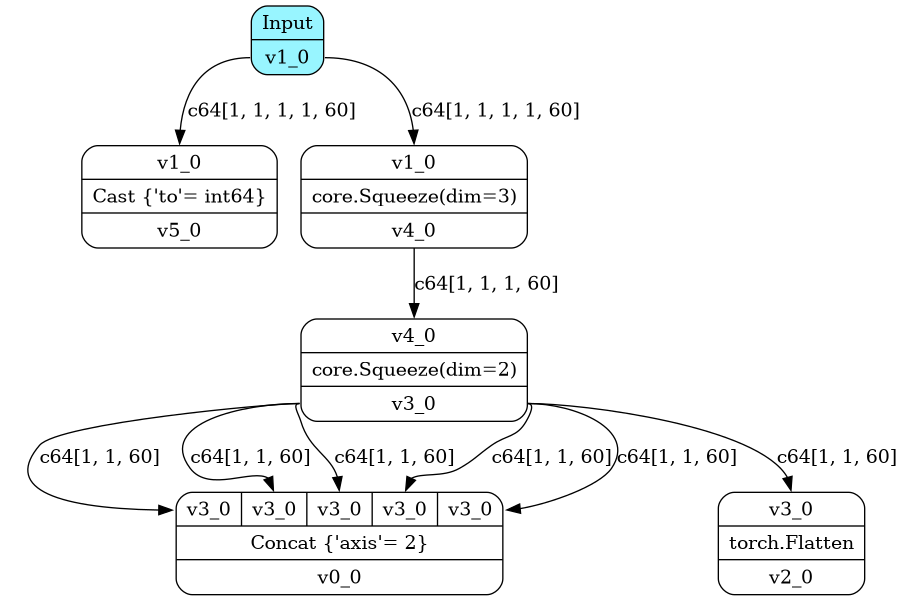 Input
v1_0
c64[1, 1, 1, 1, 60]
c64[1, 1, 1, 1, 60]
v1_0
Cast {'to'= int64}
v5_0
v1_0
core.Squeeze(dim=3)
v4_0
c64[1, 1, 1, 60]
v4_0
core.Squeeze(dim=2)
v3_0
c64[1, 1, 60]
c64[1, 1, 60]
c64[1, 1, 60]
c64[1, 1, 60]
c64[1, 1, 60]
c64[1, 1, 60]
v3_0 v3_0 v3_0 v3_0 v3_0
Concat {'axis'= 2}
v0_0
v3_0
torch.Flatten
v2_0